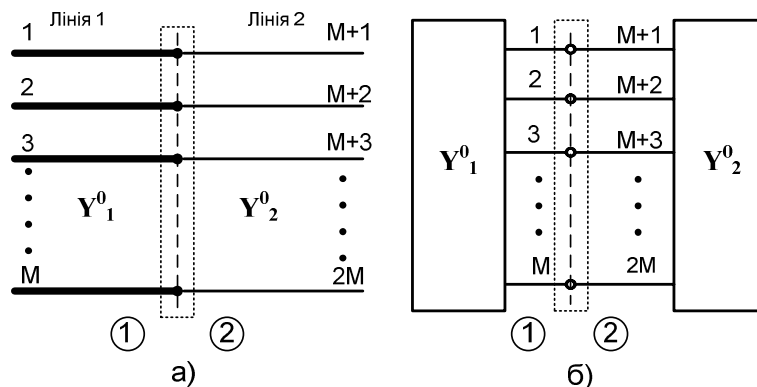 Лінія 1 Лінія 2
1 M+1
2 M+2
3 M+3
Y⁰₁ Y⁰₂
M 2M
1 2
а)
1 M+1
2 M+2
3 M+3
Y⁰₁ Y⁰₂
M 2M
1 2
б)